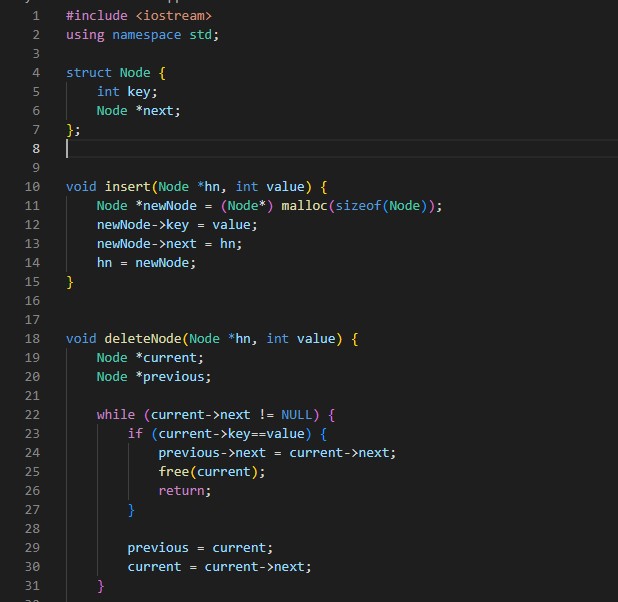 1 #include <iostream>
2 using namespace std;
3
4 struct Node {
5 int key;
6 Node *next;
7 };
8
9
10 void insert(Node *hn, int value) {
11 Node *newNode = (Node*) malloc(sizeof(Node));
12 newNode->key = value;
13 newNode->next = hn;
14 hn = newNode;
15 }
16
17
18 void deleteNode(Node *hn, int value) {
19 Node *current;
20 Node *previous;
21
22 while (current->next != NULL) {
23 if (current->key==value) {
24 previous->next = current->next;
25 free(current);
26 return;
27 }
28
29 previous = current;
30 current = current->next;
31 }